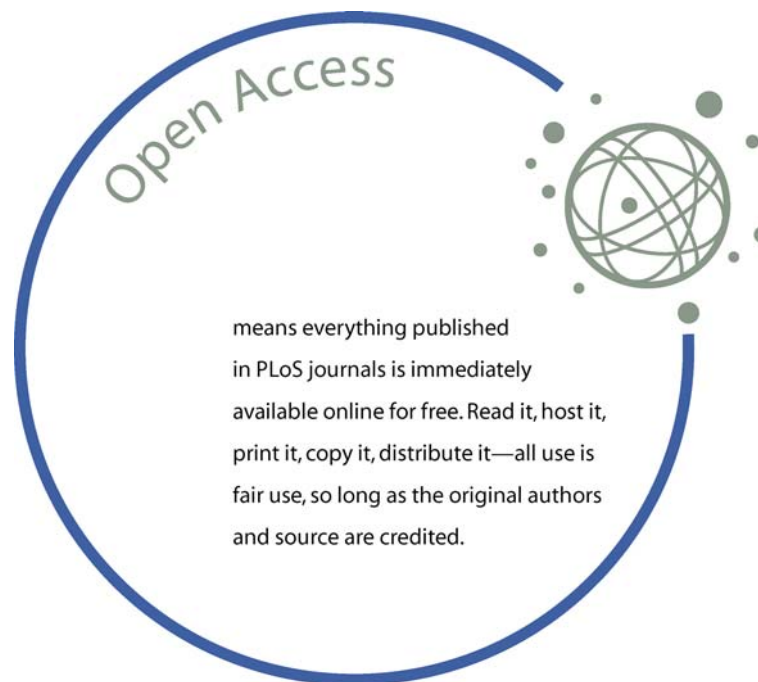 Open Access
means everything published
in PLoS journals is immediately
available online for free. Read it, host it,
print it, copy it, distribute it—all use is
fair use, so long as the original authors
and source are credited.